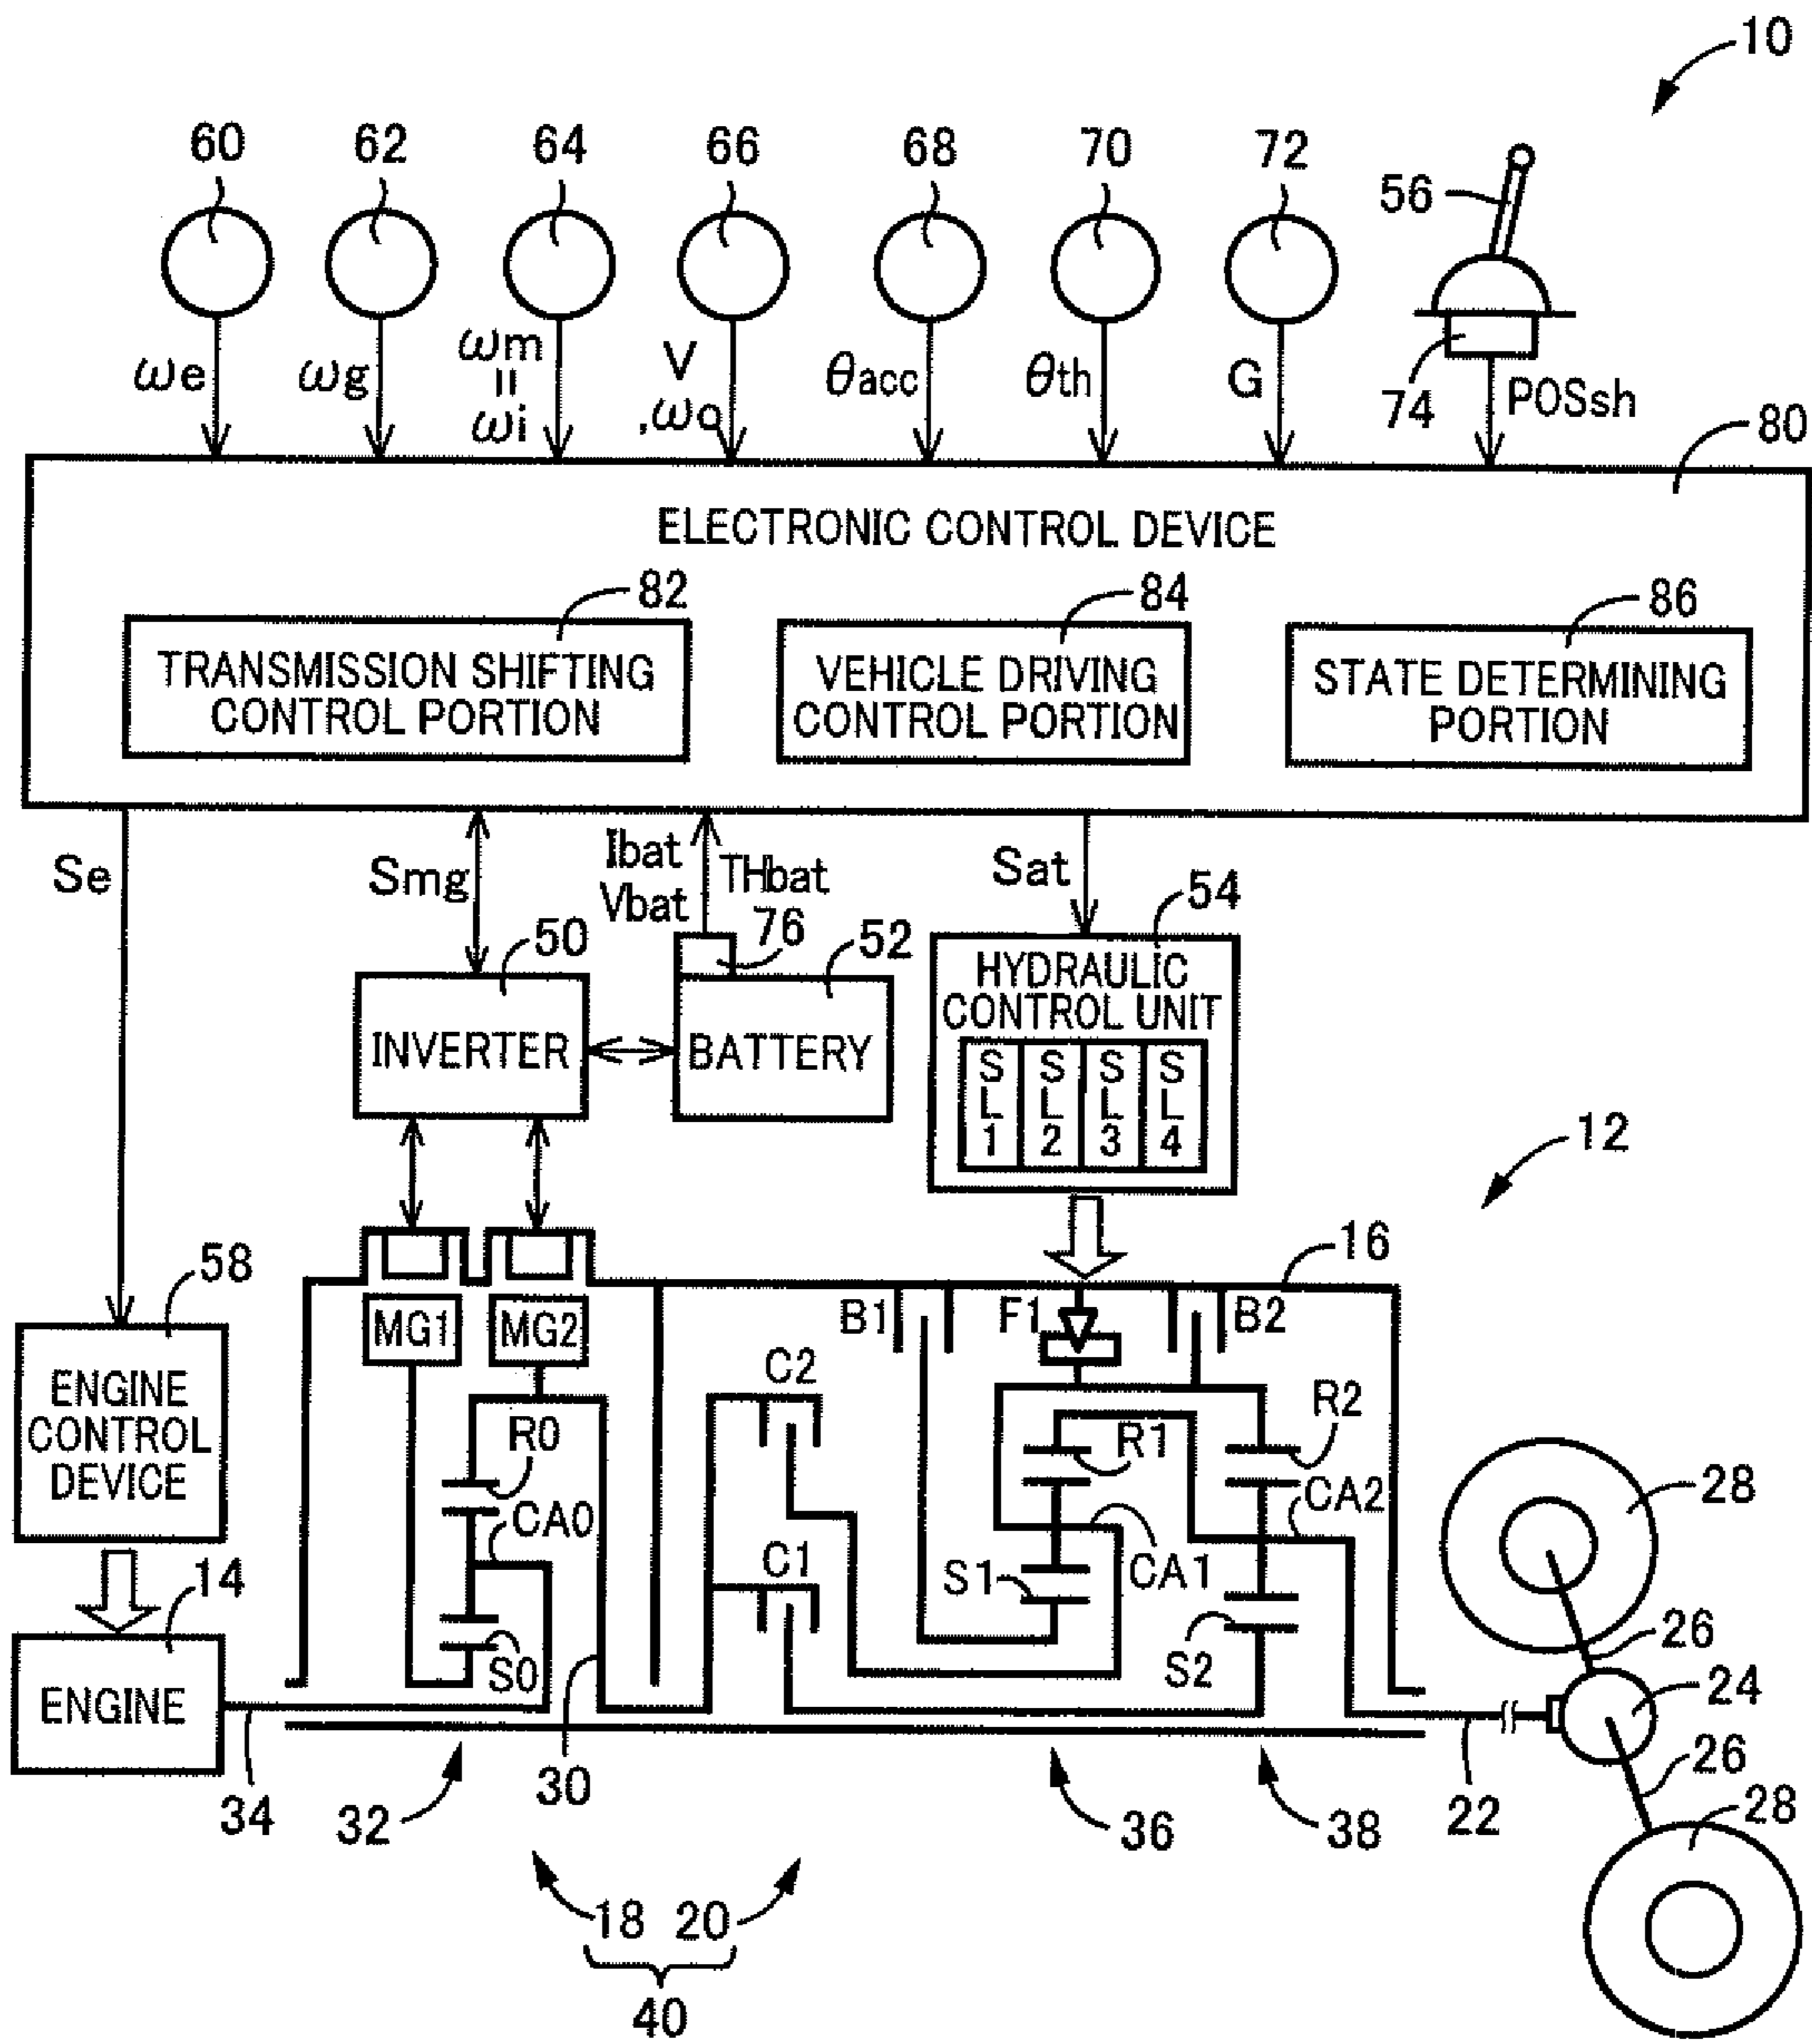 10
60 62 64 66 68 70 72
56
ωe ωg ωm = ωi V ,ωo θacc θth G 74 POSsh
80
ELECTRONIC CONTROL DEVICE
82 84 86
TRANSMISSION SHIFTING
CONTROL PORTION
VEHICLE DRIVING
CONTROL PORTION
STATE DETERMINING
PORTION
Se Smg Ibat
Vbat
THbat
Sat
76
50
52
54
INVERTER
BATTERY
HYDRAULIC
CONTROL UNIT
SL1 SL2 SL3 SL4
12
16
58
MG1 MG2 B1 F1 B2
ENGINE
CONTROL
DEVICE
C2
R0 R1 R2
CA0 CA2
28
C1 S1 CA1
14
S0 S2
26
ENGINE
24
34 32 30 36 38 22
26
28
18 20
40